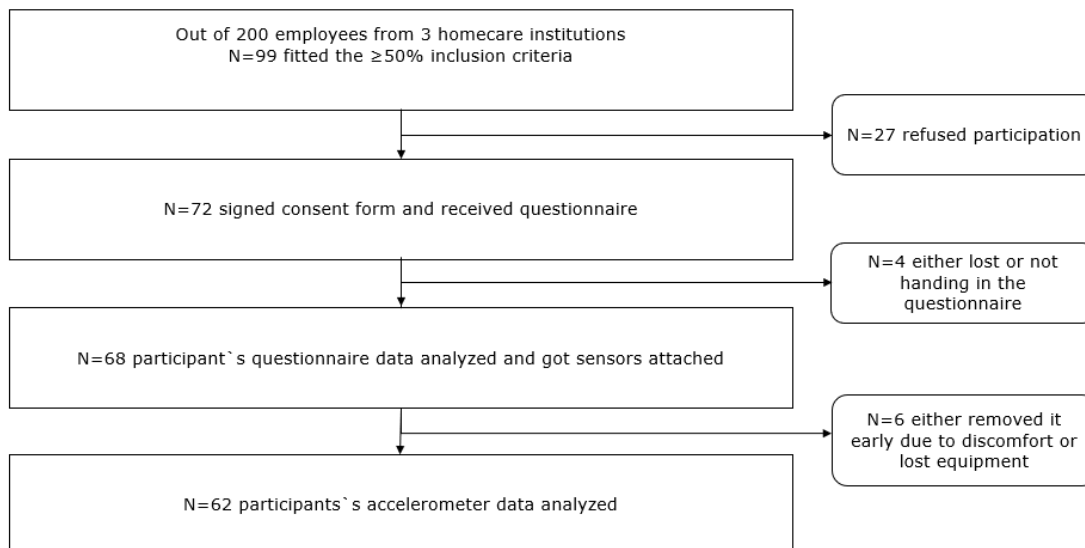 Out of 200 employees from 3 homecare institutions
N=99 fitted the ≥50% inclusion criteria
N=27 refused participation
N=72 signed consent form and received questionnaire
N=4 either lost or not
handing in the
questionnaire
N=68 participant`s questionnaire data analyzed and got sensors attached
N=6 either removed it
early due to discomfort or
lost equipment
N=62 participants`s accelerometer data analyzed